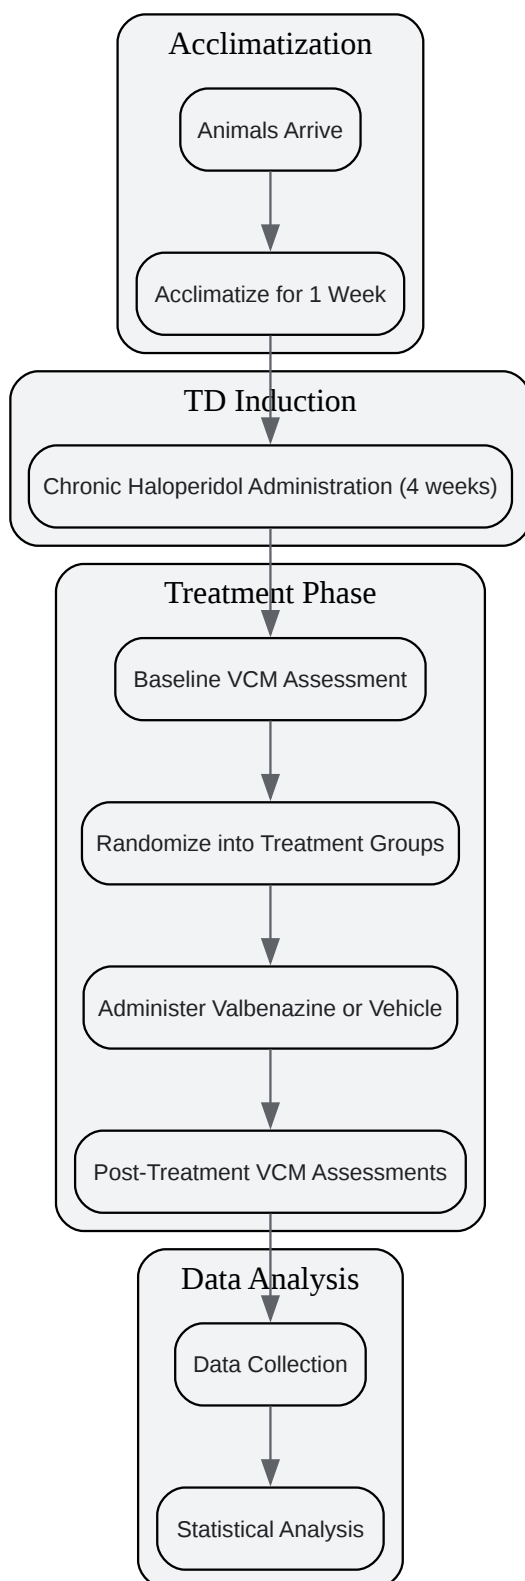 Acclimatization
Animals Arrive
Acclimatize for 1 Week
TD Induction
Chronic Haloperidol Administration (4 weeks)
Treatment Phase
Baseline VCM Assessment
Randomize into Treatment Groups
Administer Valbenazine or Vehicle
Post-Treatment VCM Assessments
Data Analysis
Data Collection
Statistical Analysis